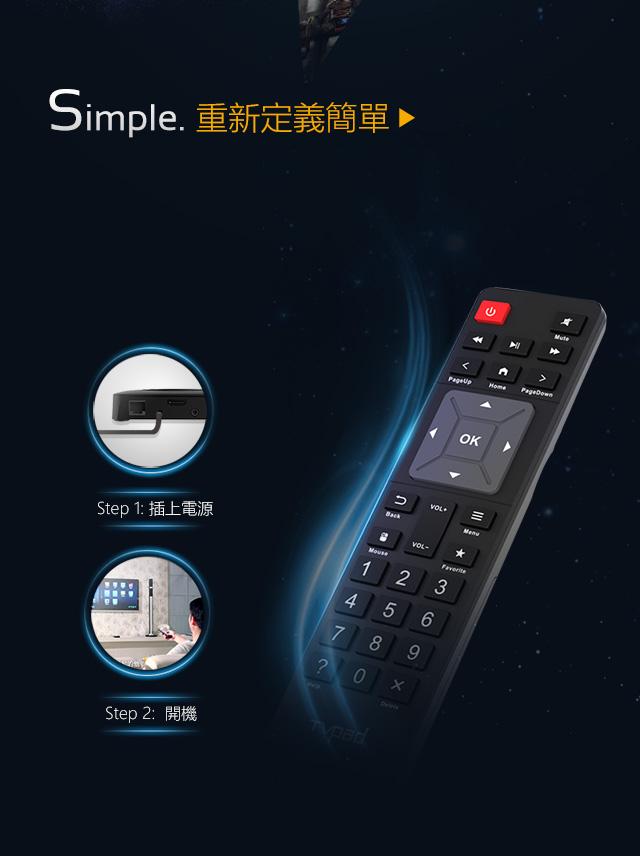 Simple. 重新定義簡單
Mute
PageUp Home PageDown
OK
Back VOL+ Menu
Mouse VOL- Favorite
1 2 3
4 5 6
7 8 9
? 0 ×
Delete
Tvpad
Step 1: 插上電源
Step 2: 開機